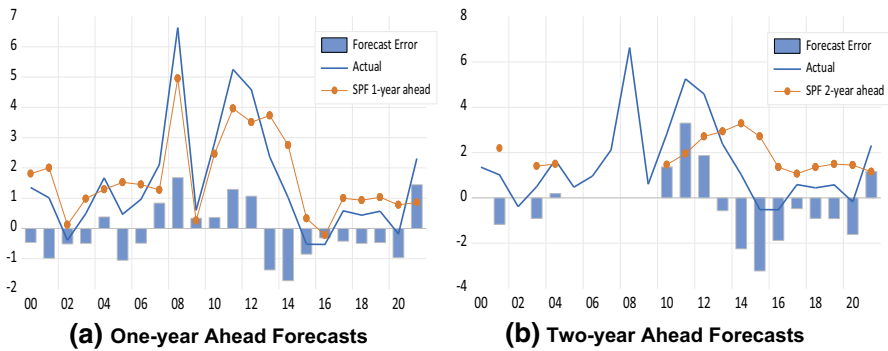 7
6
5
4
3
2
1
0
-1
-2
00 02 04 06 08 10 12 14 16 18 20
Forecast Error
Actual
SPF 1-year ahead
(a) One-year Ahead Forecasts
8
6
4
2
0
-2
-4
00 02 04 06 08 10 12 14 16 18 20
Forecast Error
Actual
SPF 2-year ahead
(b) Two-year Ahead Forecasts